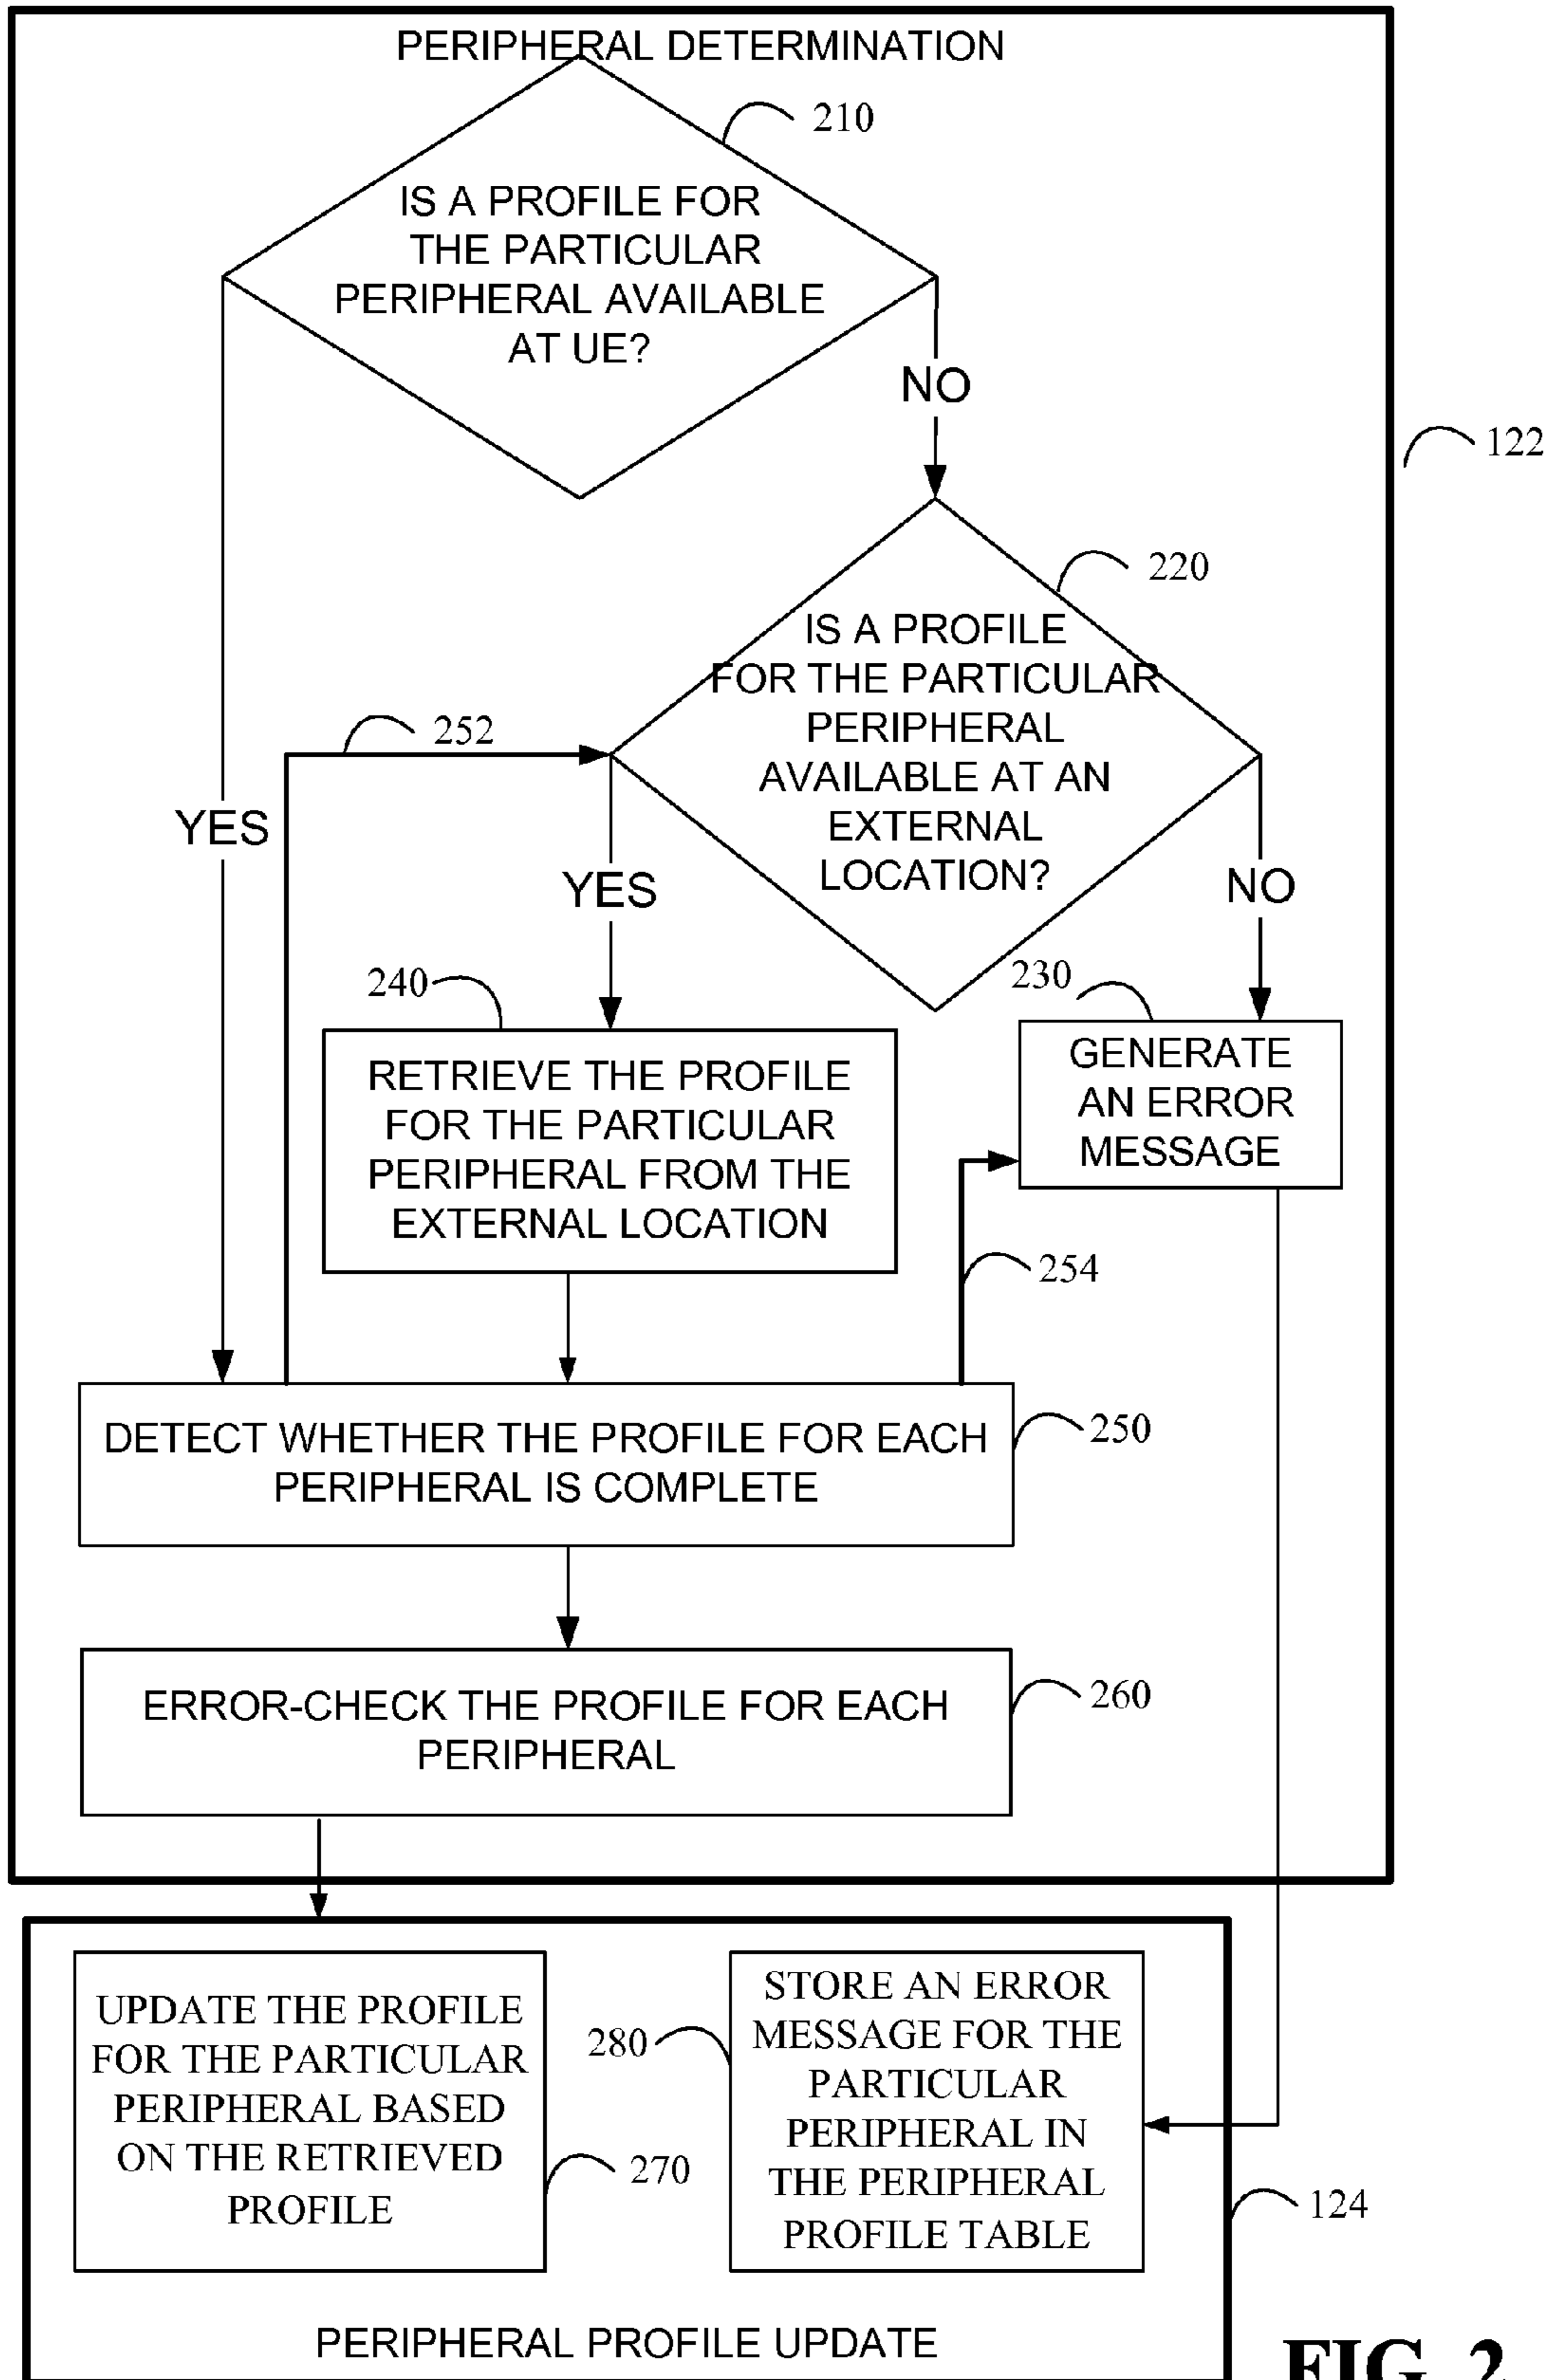 PERIPHERAL DETERMINATION
210
IS A PROFILE FOR
THE PARTICULAR
PERIPHERAL AVAILABLE
AT UE?
NO
122
220
IS A PROFILE
FOR THE PARTICULAR
PERIPHERAL
AVAILABLE AT AN
EXTERNAL
LOCATION?
252
YES
YES
NO
240
230
RETRIEVE THE PROFILE
FOR THE PARTICULAR
PERIPHERAL FROM THE
EXTERNAL LOCATION
GENERATE
AN ERROR
MESSAGE
254
DETECT WHETHER THE PROFILE FOR EACH
PERIPHERAL IS COMPLETE
250
ERROR-CHECK THE PROFILE FOR EACH
PERIPHERAL
260
UPDATE THE PROFILE
FOR THE PARTICULAR
PERIPHERAL BASED
ON THE RETRIEVED
PROFILE
270
280
STORE AN ERROR
MESSAGE FOR THE
PARTICULAR
PERIPHERAL IN
THE PERIPHERAL
PROFILE TABLE
124
PERIPHERAL PROFILE UPDATE
FIG. 2